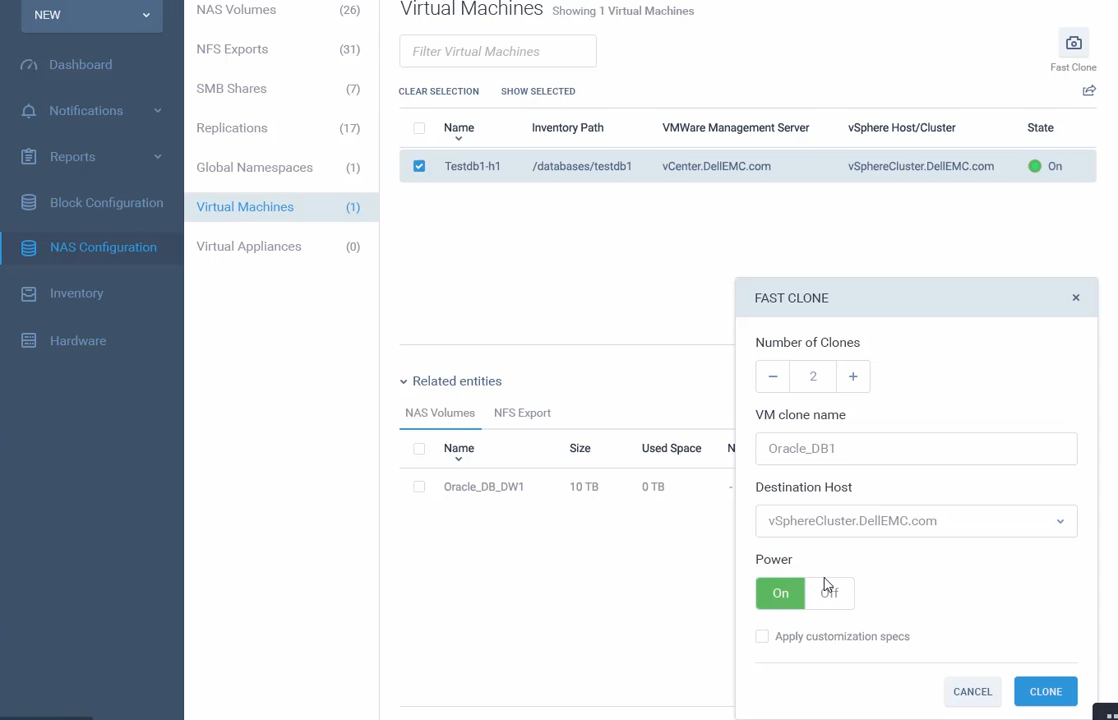 NEW
Dashboard
Notifications
Reports
Block Configuration
NAS Configuration
Inventory
Hardware
NAS Volumes (26)
NFS Exports (31)
SMB Shares (7)
Replications (17)
Global Namespaces (1)
Virtual Machines (1)
Virtual Appliances (0)
Virtual Machines Showing 1 Virtual Machines
Filter Virtual Machines
Fast Clone
CLEAR SELECTION SHOW SELECTED
Name Inventory Path VMWare Management Server vSphere Host/Cluster State
Testdb1-h1 /databases/testdb1 vCenter.DellEMC.com vSphereCluster.DellEMC.com On
Related entities
NAS Volumes NFS Export
Name Size Used Space N
Oracle_DB_DW1 10 TB 0 TB -
FAST CLONE ×
Number of Clones
− 2 +
VM clone name
Oracle_DB1
Destination Host
vSphereCluster.DellEMC.com
Power
On Off
Apply customization specs
CANCEL CLONE